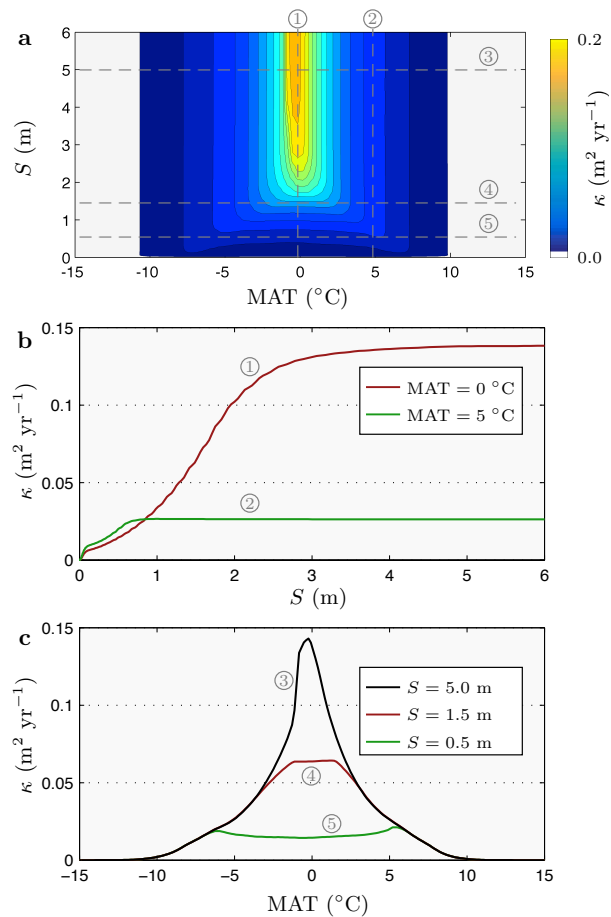 ① ②
a
6
5
4
3
2
1
0
S (m)
③
④
⑤
-15 -10 -5 0 5 10 15
MAT (°C)
0.2
0.0
κ (m² yr⁻¹)
b
0.15
0.1
0.05
0
κ (m² yr⁻¹)
①
②
MAT = 0 °C
MAT = 5 °C
0 1 2 3 4 5 6
S (m)
c
0.15
0.1
0.05
0
κ (m² yr⁻¹)
③
④
⑤
S = 5.0 m
S = 1.5 m
S = 0.5 m
−15 −10 −5 0 5 10 15
MAT (°C)